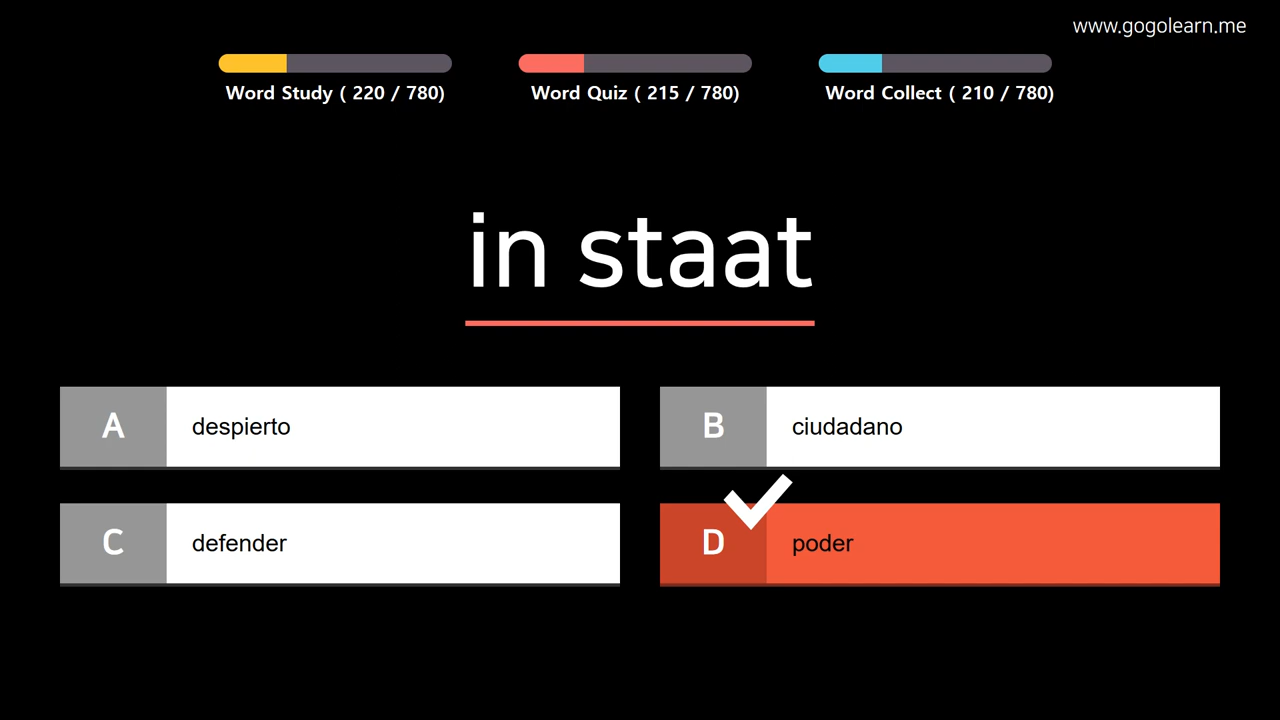 www.gogolearn.me
Word Study ( 220 / 780)
Word Quiz ( 215 / 780)
Word Collect ( 210 / 780)
in staat
A despierto
B ciudadano
C defender
D poder